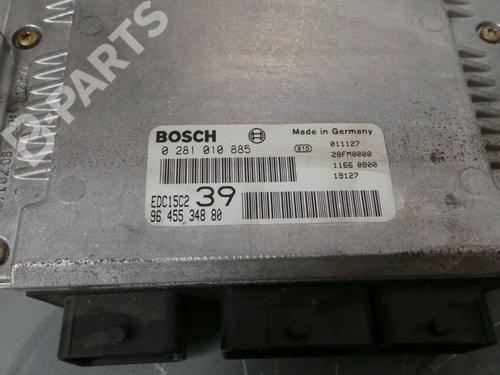 B-PARTS
BOSCH
Made in Germany
0 281 010 885
011127
28FM0000
1166 0800
19127
EDC15C2 39
96 455 348 80